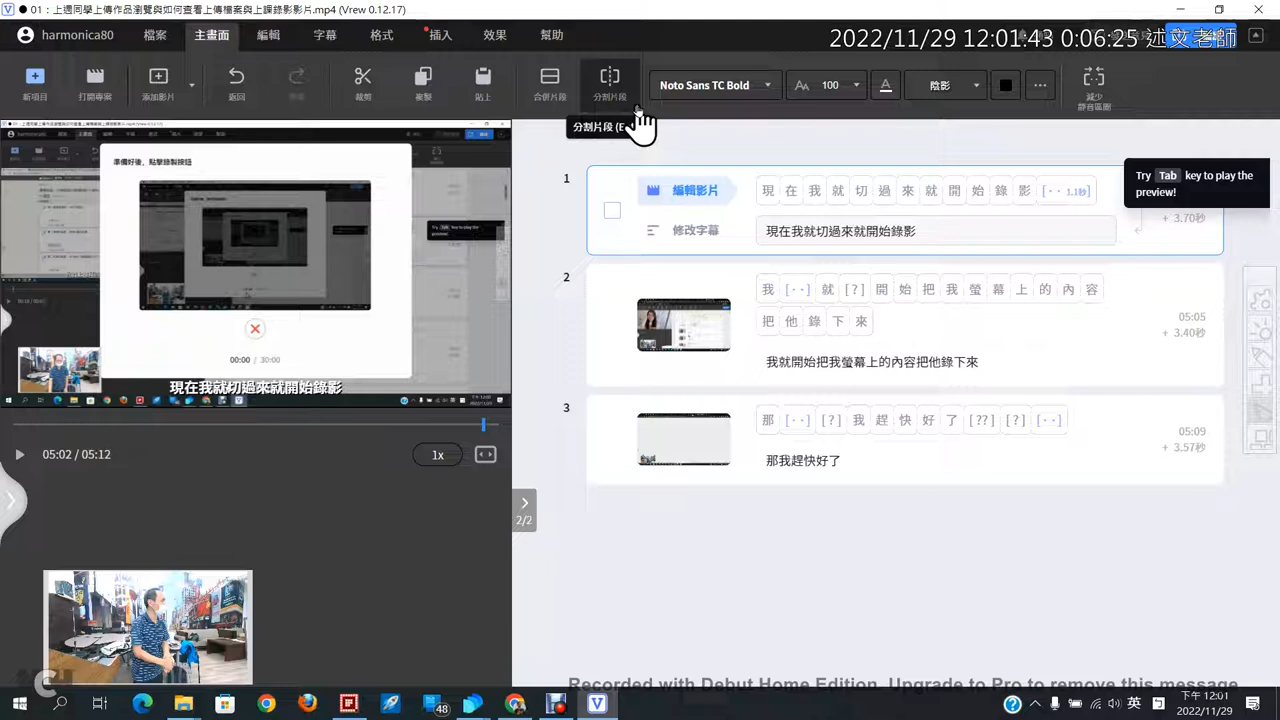 01：上週同學上傳作品瀏覽與如何查看上傳檔案與上課錄影影片.mp4 (Vrew 0.12.17)
harmonica80 檔案 主畫面 編輯 字幕 格式 插入 效果 幫助
2022/11/29 12:01:43 0:06:25 述文老師
新項目 打開專案 添加影片 返回 裁剪 複製 貼上 合併片段 分割片段 Noto Sans TC Bold 100 陰影 減少
靜音區間
分割片段 (E
準備好後，點擊錄製按鈕
00:00 / 30:00
現在我就切過來就開始錄影
05:02 / 05:12
1x
2/2
1
編輯影片 現 在 我 就 切 過 來 就 開 始 錄 影 [·· 1.1秒]
修改字幕 現在我就切過來就開始錄影
+ 3.70秒
Try Tab key to play the
preview!
2
我 [··] 就 [?] 開 始 把 我 螢 幕 上 的 內 容
把 他 錄 下 來
05:05
+ 3.40秒
我就開始把我螢幕上的內容把他錄下來
3
那 [··] [?] 我 趕 快 好 了 [??] [?] [··]
05:09
+ 3.57秒
那我趕快好了
Recorded with Debut Home Edition. Upgrade to Pro to remove this message
48
英
下午 12:01
2022/11/29